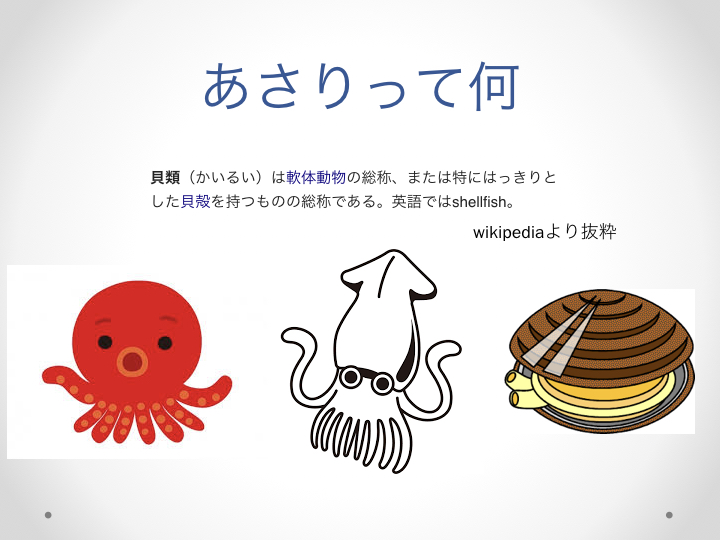 あさりって何
貝類（かいるい）は軟体動物の総称、または特にはっきりと
した貝殻を持つものの総称である。英語ではshellfish。
wikipediaより抜粋